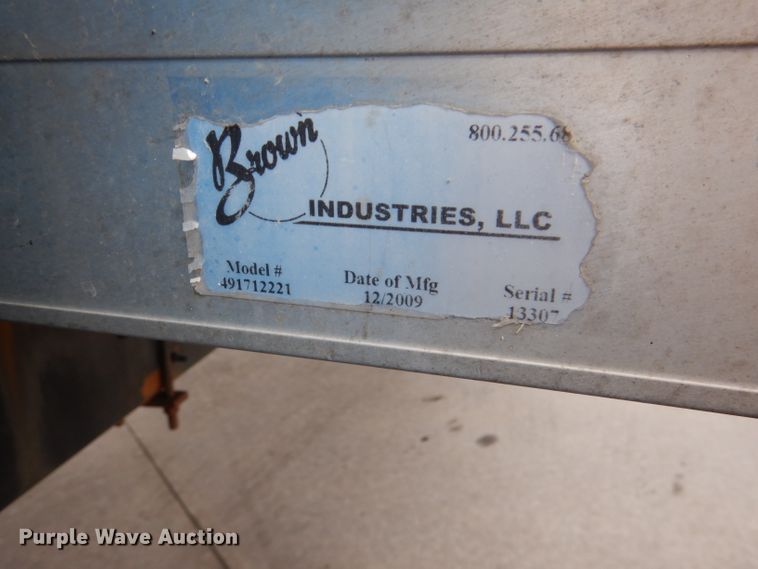 Brown
800.255.68
INDUSTRIES, LLC
Model # Date of Mfg Serial #
491712221 12/2009 13307
Purple Wave Auction